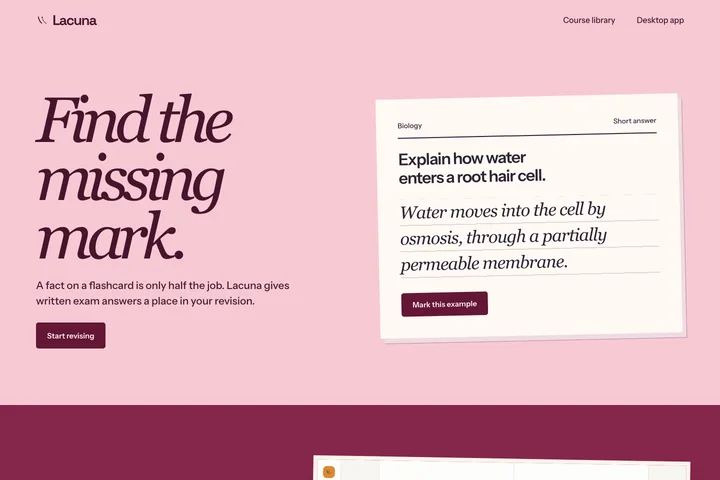 Lacuna
Course library
Desktop app
Find the
missing
mark.
A fact on a flashcard is only half the job. Lacuna gives
written exam answers a place in your revision.
Start revising
Biology
Short answer
Explain how water
enters a root hair cell.
Water moves into the cell by
osmosis, through a partially
permeable membrane.
Mark this example